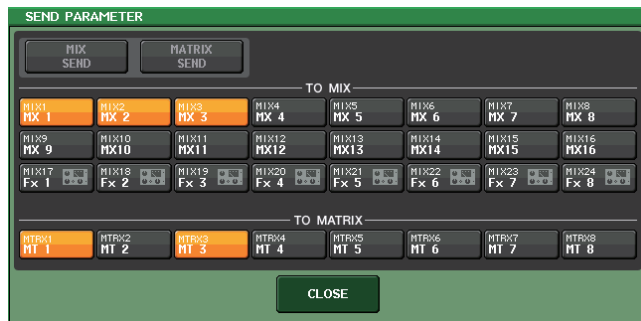 SEND PARAMETER
MIX SEND
MATRIX SEND
TO MIX
MIX1 MIX2 MIX3 MIX4 MIX5 MIX6 MIX7 MIX8
MX 1 MX 2 MX 3 MX 4 MX 5 MX 6 MX 7 MX 8
MIX9 MIX10 MIX11 MIX12 MIX13 MIX14 MIX15 MIX16
MX 9 MX10 MX11 MX12 MX13 MX14 MX15 MX16
MIX17 MIX18 MIX19 MIX20 MIX21 MIX22 MIX23 MIX24
Fx 1 Fx 2 Fx 3 Fx 4 Fx 5 Fx 6 Fx 7 Fx 8
TO MATRIX
MTRX1 MTRX2 MTRX3 MTRX4 MTRX5 MTRX6 MTRX7 MTRX8
MT 1 MT 2 MT 3 MT 4 MT 5 MT 6 MT 7 MT 8
CLOSE